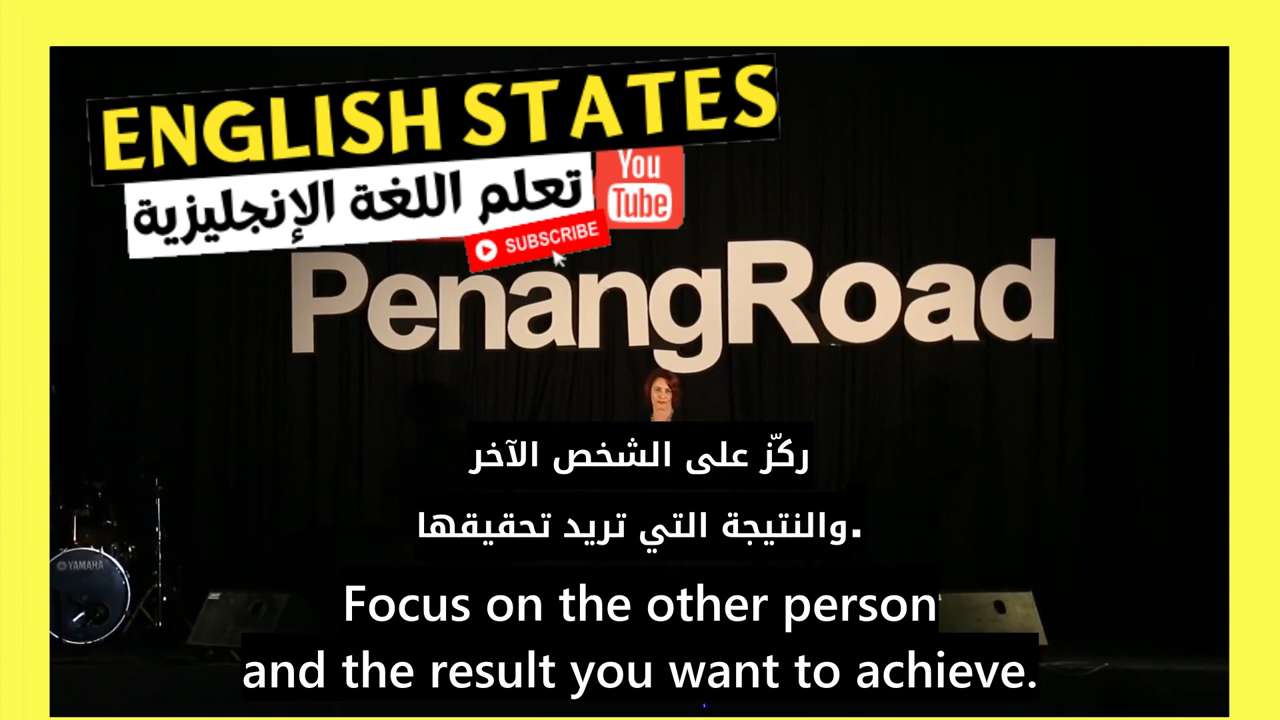 ENGLISH STATES
تعلم اللغة الإنجليزية
You
Tube
SUBSCRIBE
PenangRoad
ركّز على الشخص الآخر
والنتيجة التي تريد تحقيقها.
YAMAHA
Focus on the other person
and the result you want to achieve.